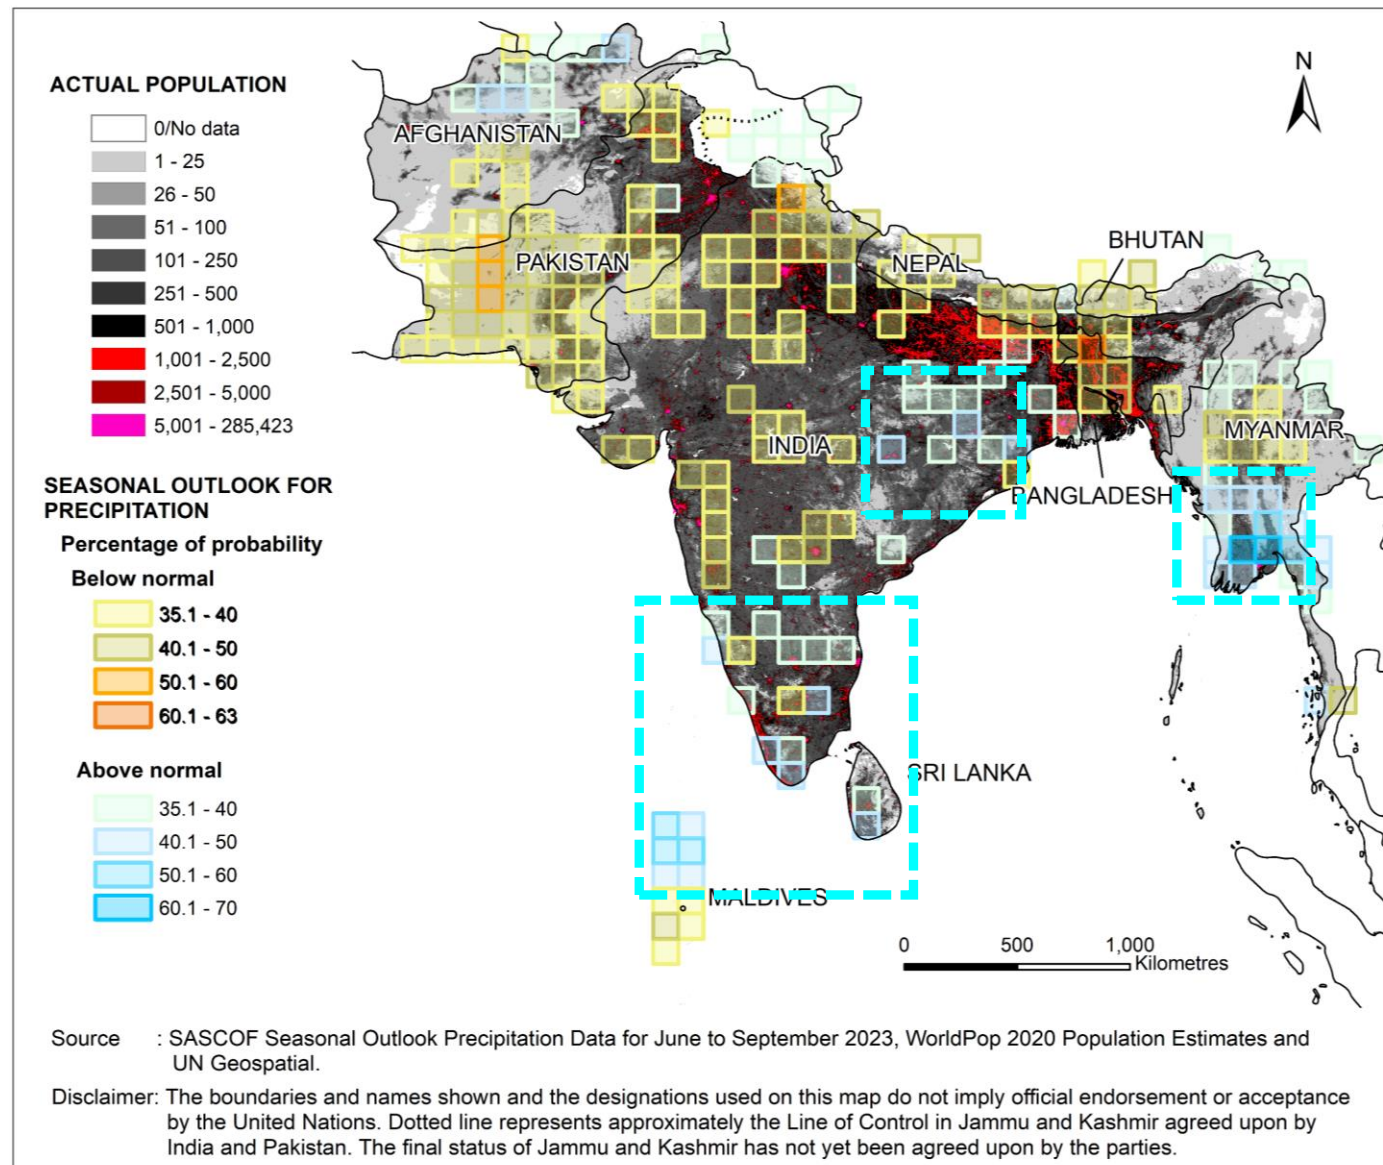 ACTUAL POPULATION
0/No data
1 - 25
26 - 50
51 - 100
101 - 250
251 - 500
501 - 1,000
1,001 - 2,500
2,501 - 5,000
5,001 - 285,423
SEASONAL OUTLOOK FOR
PRECIPITATION
Percentage of probability
Below normal
35.1 - 40
40.1 - 50
50.1 - 60
60.1 - 63
Above normal
35.1 - 40
40.1 - 50
50.1 - 60
60.1 - 70
N
AFGHANISTAN
PAKISTAN
NEPAL
BHUTAN
INDIA
BANGLADESH
MYANMAR
SRI LANKA
MALDIVES
0 500 1,000
Kilometres
Source : SASCOF Seasonal Outlook Precipitation Data for June to September 2023, WorldPop 2020 Population Estimates and
UN Geospatial.
Disclaimer: The boundaries and names shown and the designations used on this map do not imply official endorsement or acceptance
by the United Nations. Dotted line represents approximately the Line of Control in Jammu and Kashmir agreed upon by
India and Pakistan. The final status of Jammu and Kashmir has not yet been agreed upon by the parties.